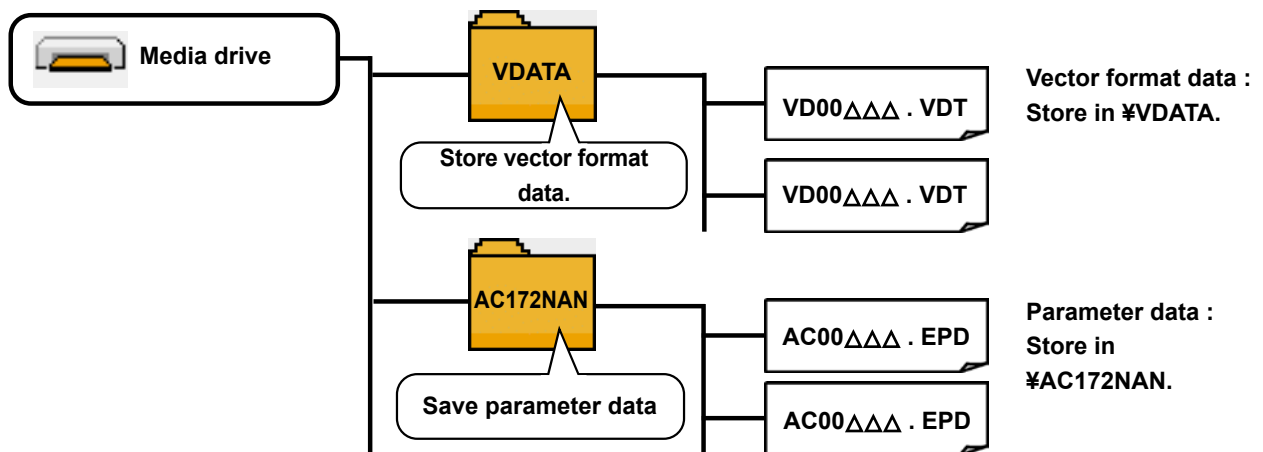 Media drive
VDATA
Store vector format
data.
VD00△△△ . VDT
VD00△△△ . VDT
Vector format data :
Store in ¥VDATA.
AC172NAN
Save parameter data
AC00△△△ . EPD
AC00△△△ . EPD
Parameter data :
Store in
¥AC172NAN.